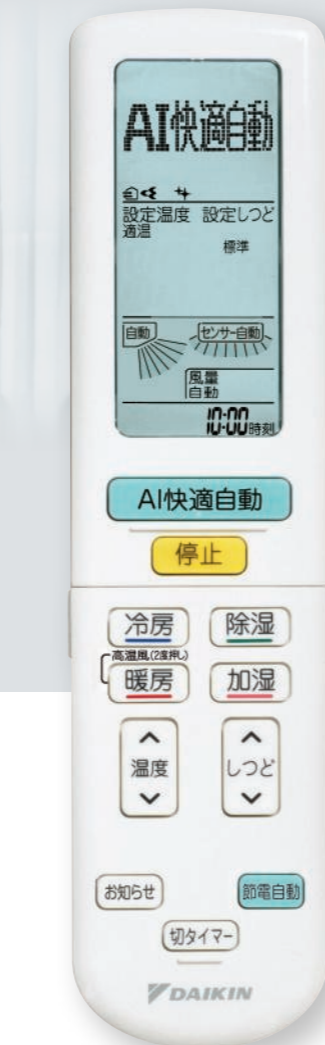 AI快適自動
設定温度 設定しつど
適温
標準
自動
センサー自動
風量
自動
10:00時刻
AI快適自動
停止
冷房 除湿
高温風(2度押し)
暖房 加湿
温度 しつど
お知らせ 節電自動
切タイマー
DAIKIN